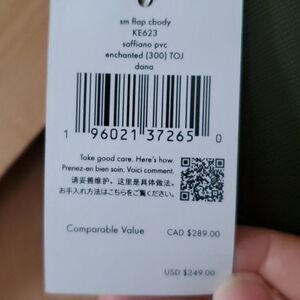 sm flap cbody
KE623
saffiano pvc
enchanted (300) TOJ
dana
1 96021 37265 0
Take good care. Here's how.
Prenez-en bien soin. Voici comment.
请妥善维护。这里是具体做法。
お手入れ方法はこちらをご覧ください。
Comparable Value CAD $289.00
USD $249.00